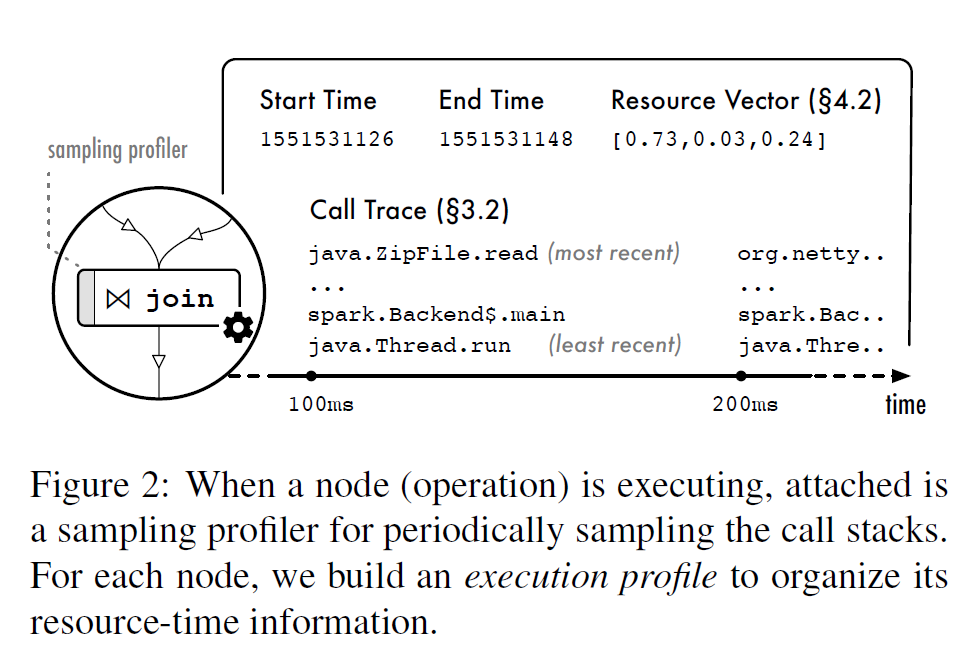 Start Time End Time Resource Vector (§4.2)
1551531126 1551531148 [0.73,0.03,0.24]
sampling profiler
Call Trace (§3.2)
java.ZipFile.read (most recent) org.netty..
... ...
⋈ join
spark.Backend$.main spark.Bac..
java.Thread.run (least recent) java.Thre..
100ms 200ms time
Figure 2: When a node (operation) is executing, attached is
a sampling profiler for periodically sampling the call stacks.
For each node, we build an execution profile to organize its
resource-time information.